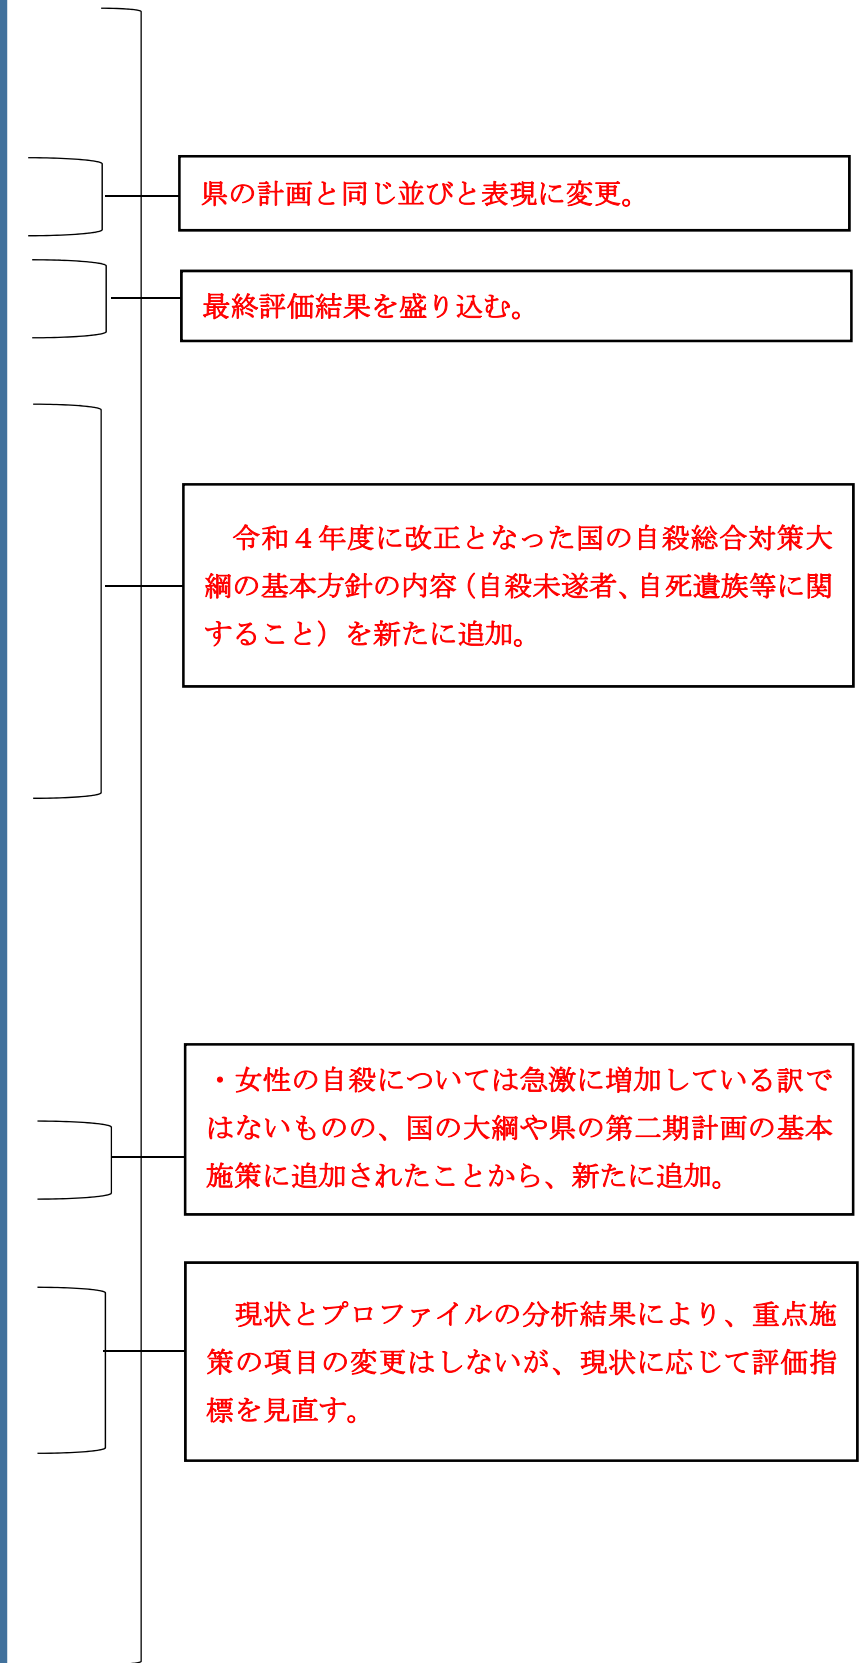 県の計画と同じ並びと表現に変更。
最終評価結果を盛り込む。
令和４年度に改正となった国の自殺総合対策大
綱の基本方針の内容（自殺未遂者、自死遺族等に関
すること）を新たに追加。
・女性の自殺については急激に増加している訳で
はないものの、国の大綱や県の第二期計画の基本
施策に追加されたことから、新たに追加。
現状とプロファイルの分析結果により、重点施
策の項目の変更はしないが、現状に応じて評価指
標を見直す。